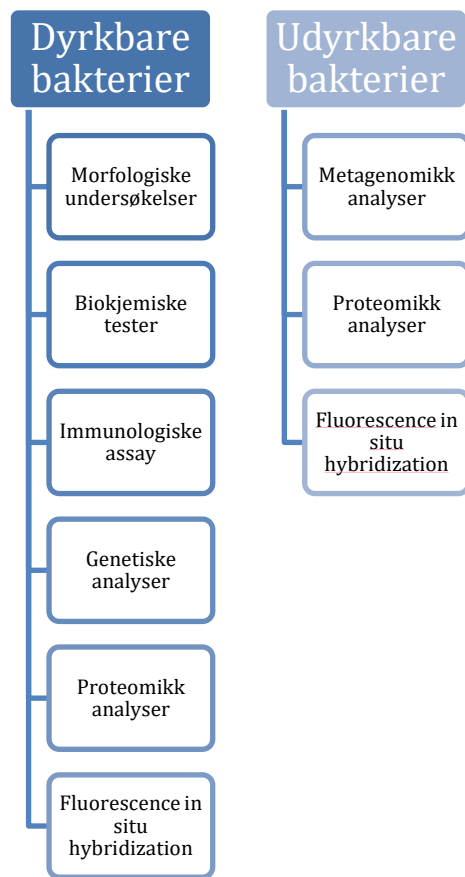 Dyrkbare
bakterier
Morfologiske
undersøkelser
Biokjemiske
tester
Immunologiske
assay
Genetiske
analyser
Proteomikk
analyser
Fluorescence in
situ
hybridization
Udyrkbare
bakterier
Metagenomikk
analyser
Proteomikk
analyser
Fluorescence in
situ
hybridization